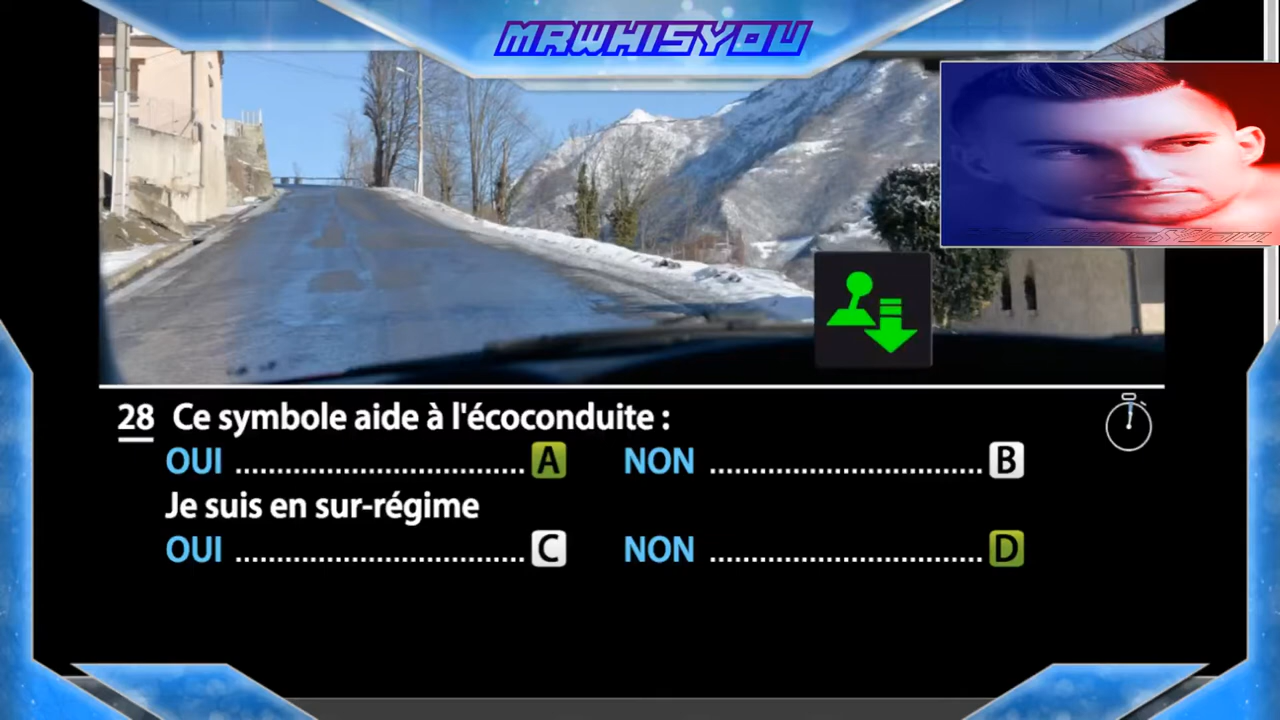 MRWHISYOU
28 Ce symbole aide à l'écoconduite :
OUI ................................... A NON ................................. B
Je suis en sur-régime
OUI ................................... C NON ................................. D